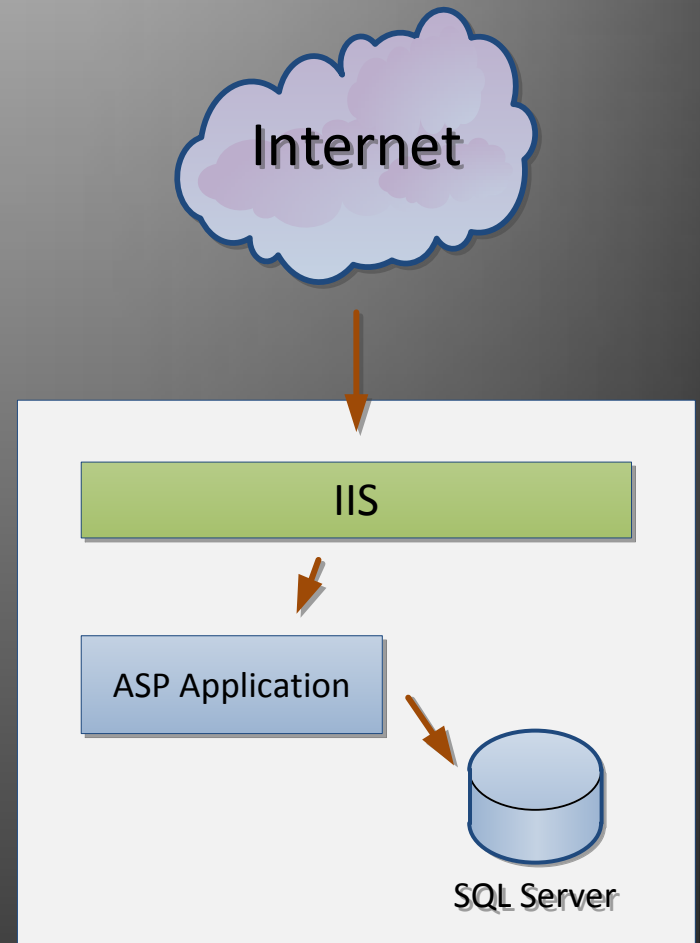 Internet
IIS
ASP Application
SQL Server